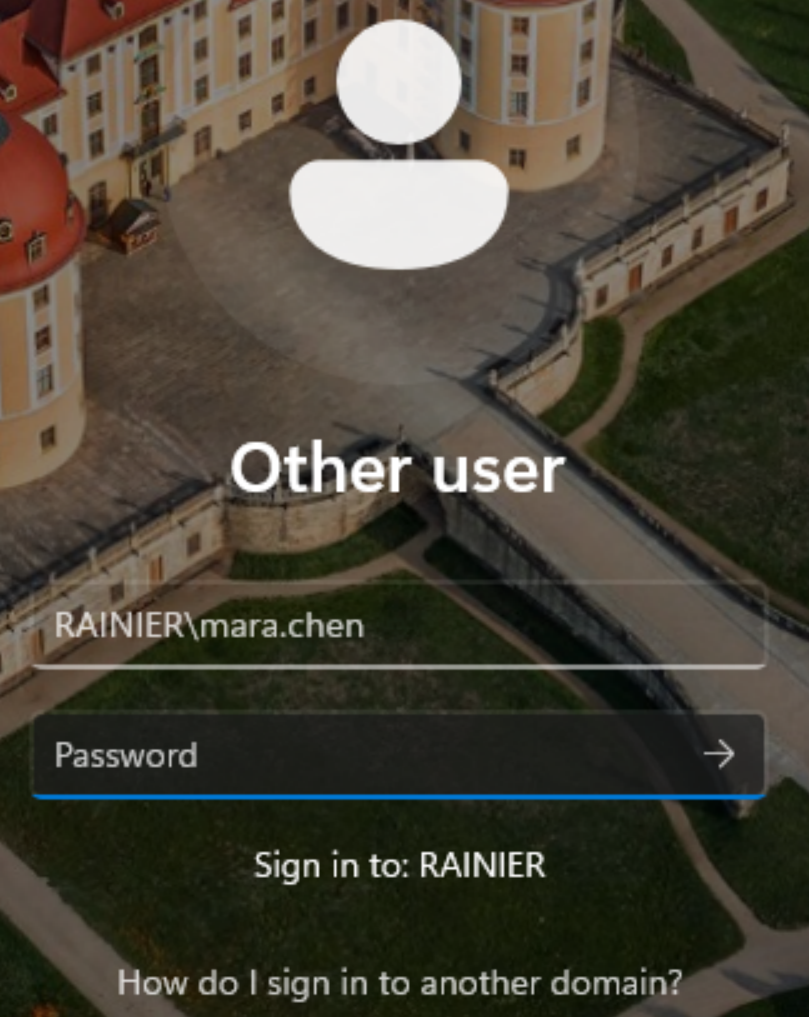 Other user
RAINIER\mara.chen
Password
Sign in to: RAINIER
How do I sign in to another domain?